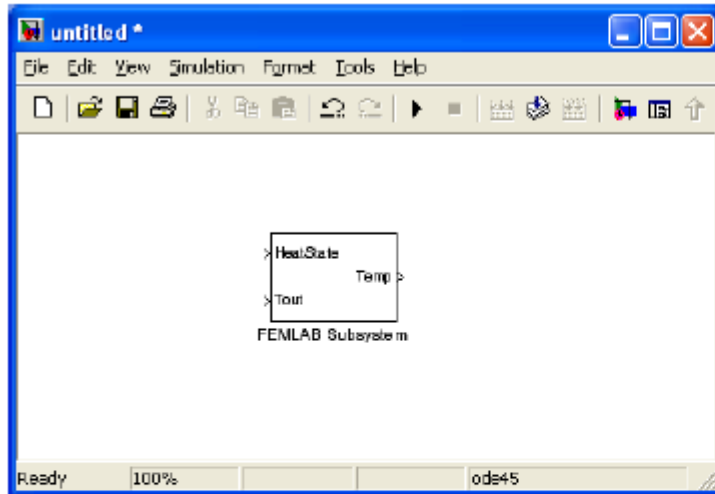 untitled *
File Edit View Simulation Format Tools Help
HeatState
Temp
Tout
FEMLAB Subsystem
Ready 100% ode45